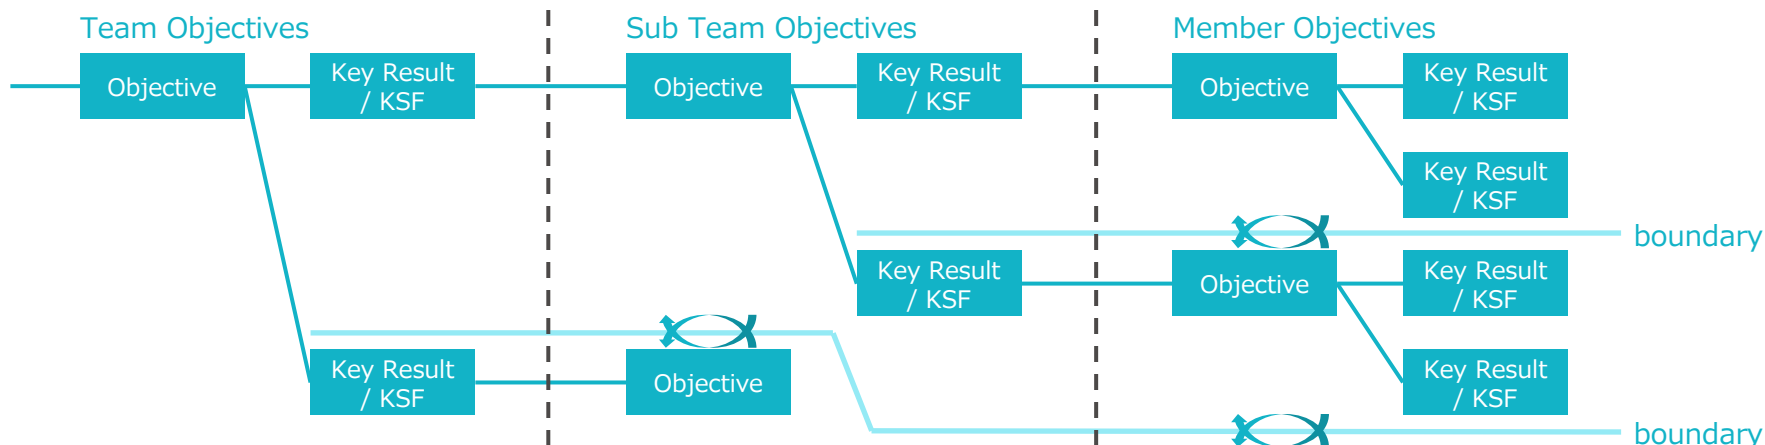 Team Objectives
Sub Team Objectives
Member Objectives
Objective
Key Result
/ KSF
Objective
Key Result
/ KSF
Objective
Key Result
/ KSF
Key Result
/ KSF
boundary
Key Result
/ KSF
Objective
Key Result
/ KSF
Key Result
/ KSF
Objective
Key Result
/ KSF
boundary